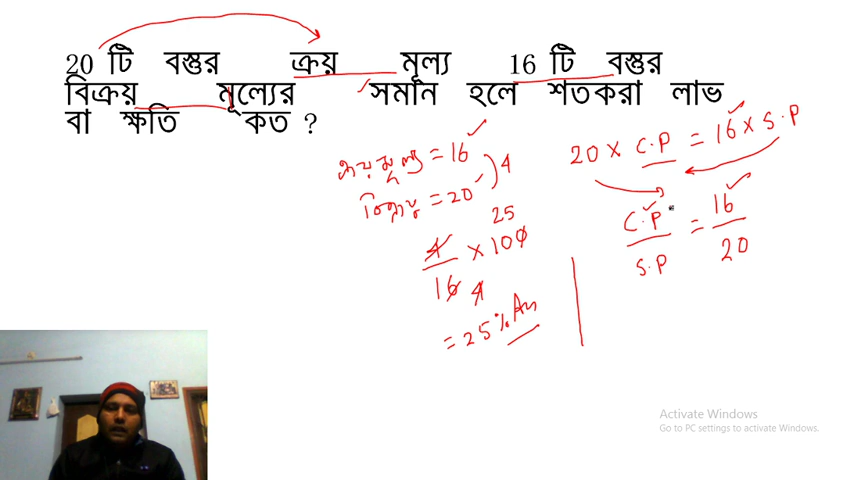 20 টি বস্তুর ক্রয় মূল্য 16 টি বস্তুর
বিক্রয় মূল্যের সমান হলে শতকরা লাভ
বা ক্ষতি কত ?
ক্রয়মূল্য = 16
= 20
4
20 × C.P = 16 × S.P
C.P / S.P = 16 / 20
4 / 16 × 100
25
4
= 25% Ans
Activate Windows
Go to PC settings to activate Windows.